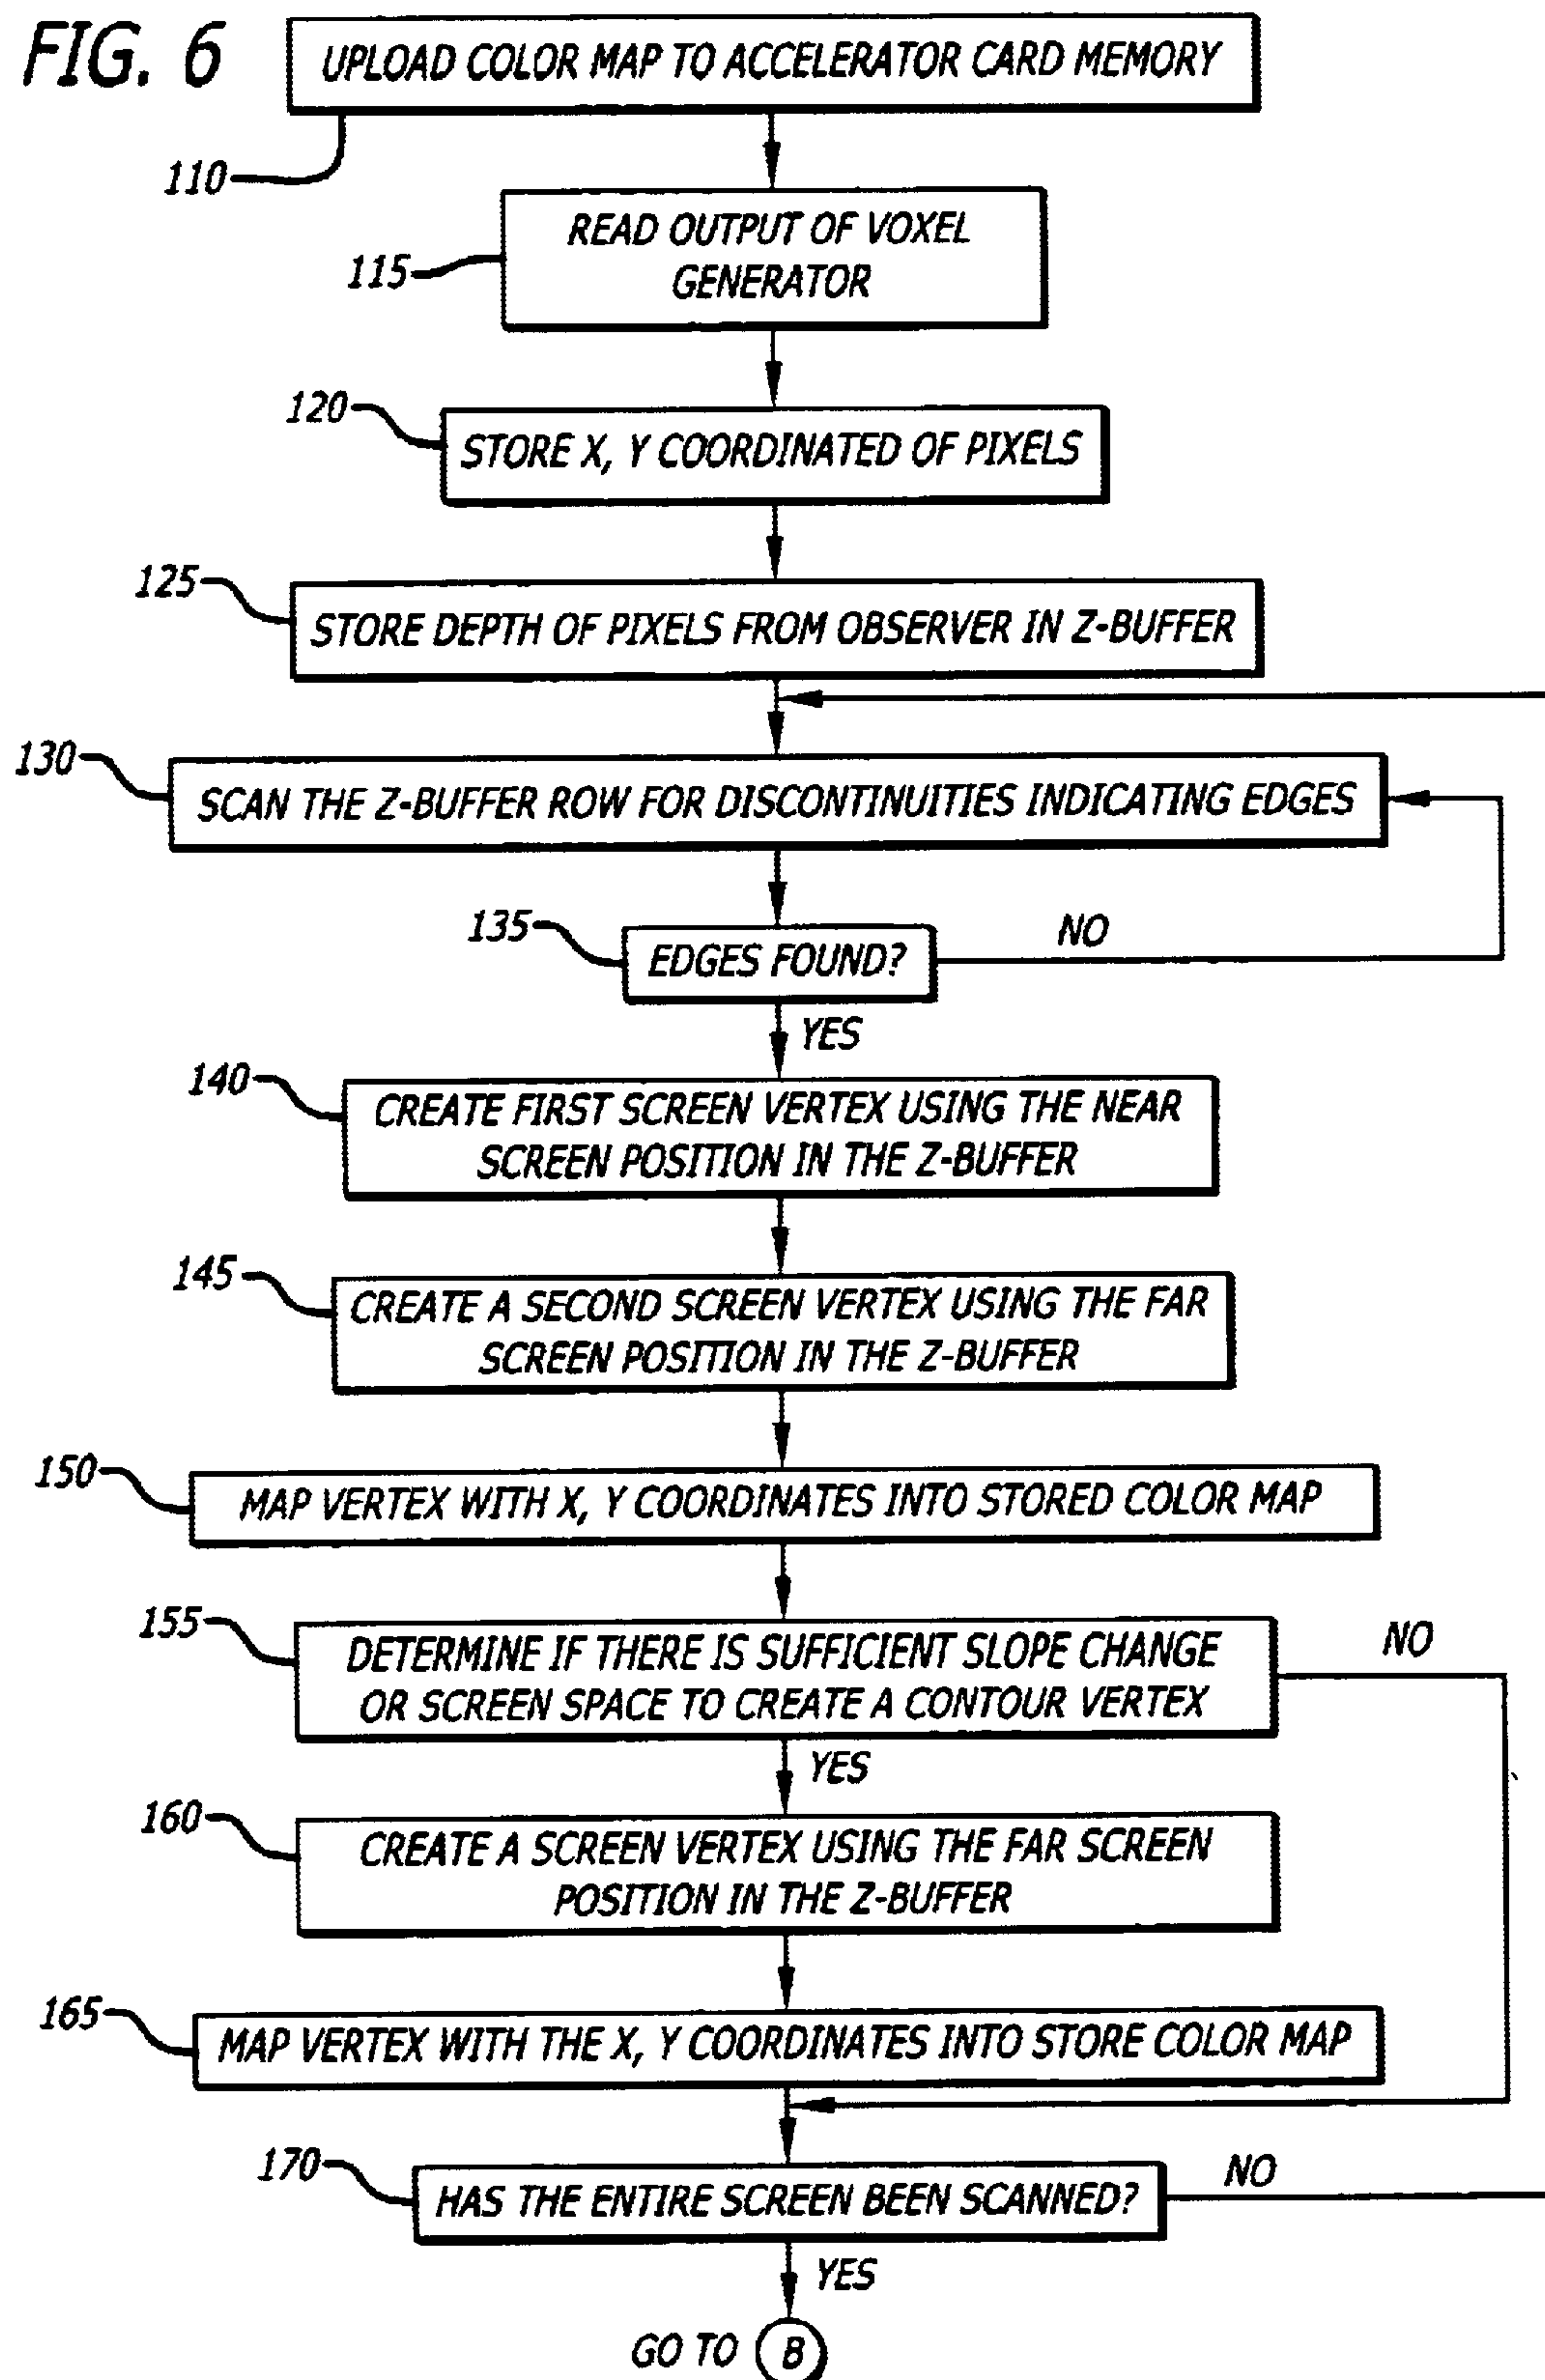 FIG. 6
UPLOAD COLOR MAP TO ACCELERATOR CARD MEMORY
110
READ OUTPUT OF VOXEL
GENERATOR
115
120
STORE X, Y COORDINATED OF PIXELS
125
STORE DEPTH OF PIXELS FROM OBSERVER IN Z-BUFFER
130
SCAN THE Z-BUFFER ROW FOR DISCONTINUITIES INDICATING EDGES
135
EDGES FOUND?
NO
YES
140
CREATE FIRST SCREEN VERTEX USING THE NEAR
SCREEN POSITION IN THE Z-BUFFER
145
CREATE A SECOND SCREEN VERTEX USING THE FAR
SCREEN POSITION IN THE Z-BUFFER
150
MAP VERTEX WITH X, Y COORDINATES INTO STORED COLOR MAP
155
DETERMINE IF THERE IS SUFFICIENT SLOPE CHANGE
OR SCREEN SPACE TO CREATE A CONTOUR VERTEX
NO
YES
160
CREATE A SCREEN VERTEX USING THE FAR SCREEN
POSITION IN THE Z-BUFFER
165
MAP VERTEX WITH THE X, Y COORDINATES INTO STORE COLOR MAP
170
HAS THE ENTIRE SCREEN BEEN SCANNED?
NO
YES
GO TO B